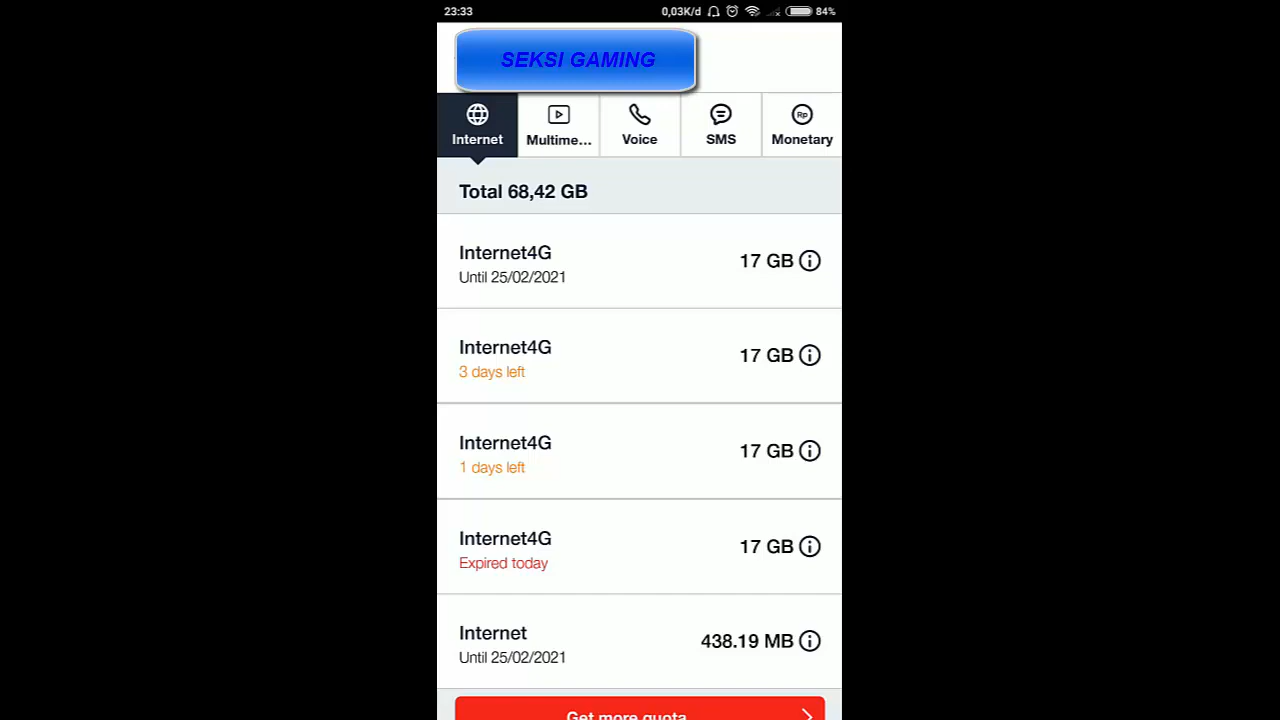 23:33
0,03K/d
84%
SEKSI GAMING
Internet
Multime...
Voice
SMS
Rp
Monetary
Total 68,42 GB
Internet4G
17 GB
Until 25/02/2021
Internet4G
17 GB
3 days left
Internet4G
17 GB
1 days left
Internet4G
17 GB
Expired today
Internet
438.19 MB
Until 25/02/2021
Get more quota